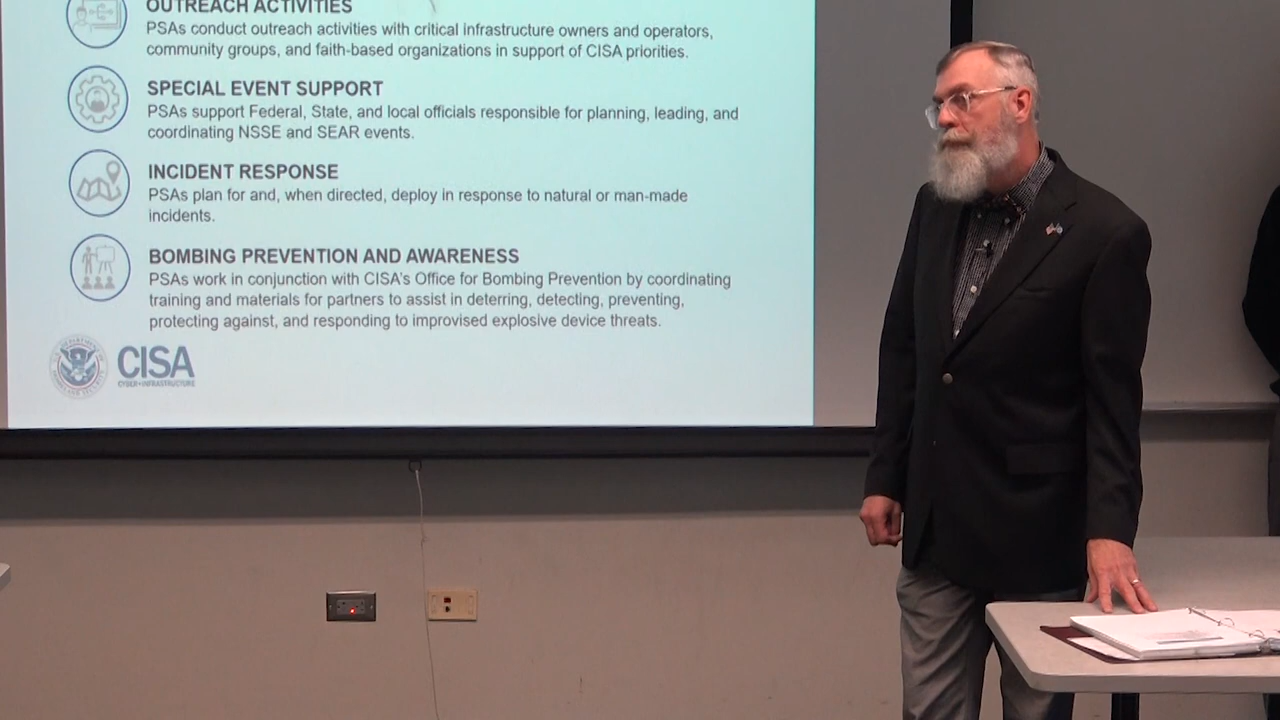 OUTREACH ACTIVITIES
PSAs conduct outreach activities with critical infrastructure owners and operators,
community groups, and faith-based organizations in support of CISA priorities.
SPECIAL EVENT SUPPORT
PSAs support Federal, State, and local officials responsible for planning, leading, and
coordinating NSSE and SEAR events.
INCIDENT RESPONSE
PSAs plan for and, when directed, deploy in response to natural or man-made
incidents.
BOMBING PREVENTION AND AWARENESS
PSAs work in conjunction with CISA's Office for Bombing Prevention by coordinating
training and materials for partners to assist in deterring, detecting, preventing,
protecting against, and responding to improvised explosive device threats.
CISA
CYBER+INFRASTRUCTURE